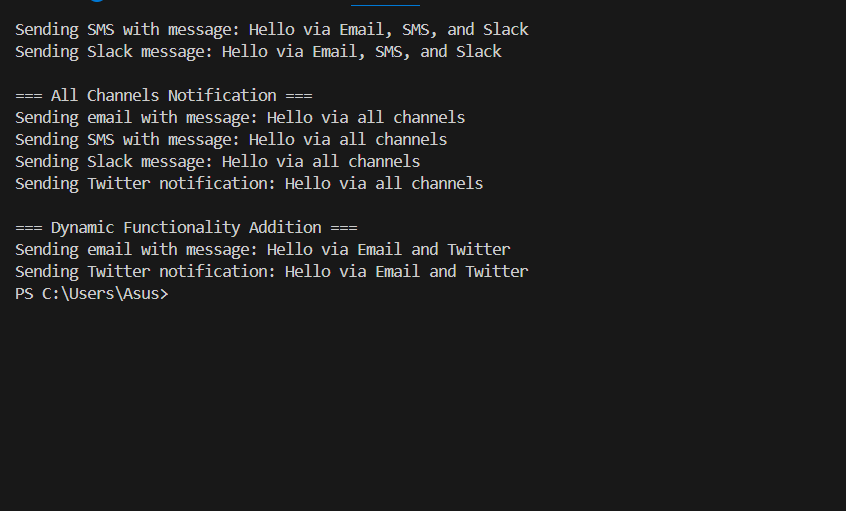 Sending SMS with message: Hello via Email, SMS, and Slack
Sending Slack message: Hello via Email, SMS, and Slack
=== All Channels Notification ===
Sending email with message: Hello via all channels
Sending SMS with message: Hello via all channels
Sending Slack message: Hello via all channels
Sending Twitter notification: Hello via all channels
=== Dynamic Functionality Addition ===
Sending email with message: Hello via Email and Twitter
Sending Twitter notification: Hello via Email and Twitter
PS C:\Users\Asus>